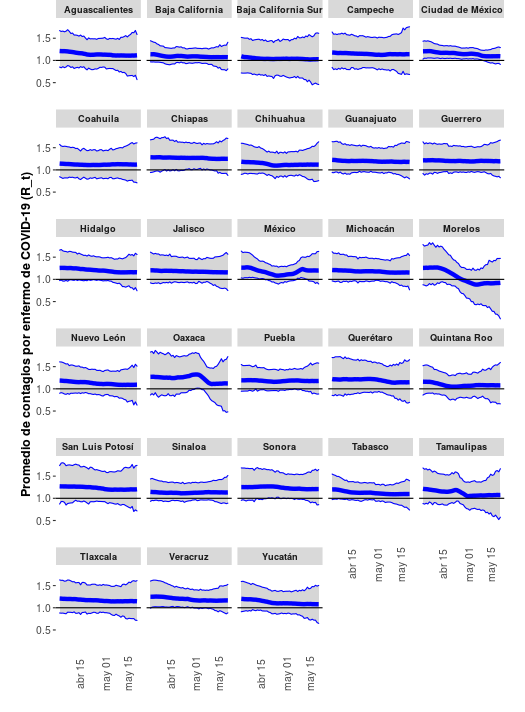 Promedio de contagios por enfermo de COVID-19 (R_t)
Aguascalientes Baja California Baja California Sur Campeche Ciudad de México
1.5
1.0
0.5
Coahuila Chiapas Chihuahua Guanajuato Guerrero
1.5
1.0
0.5
Hidalgo Jalisco México Michoacán Morelos
1.5
1.0
0.5
Nuevo León Oaxaca Puebla Querétaro Quintana Roo
1.5
1.0
0.5
San Luis Potosí Sinaloa Sonora Tabasco Tamaulipas
1.5
1.0
0.5
abr 15 may 01 may 15 abr 15 may 01 may 15
Tlaxcala Veracruz Yucatán
1.5
1.0
0.5
abr 15 may 01 may 15 abr 15 may 01 may 15 abr 15 may 01 may 15